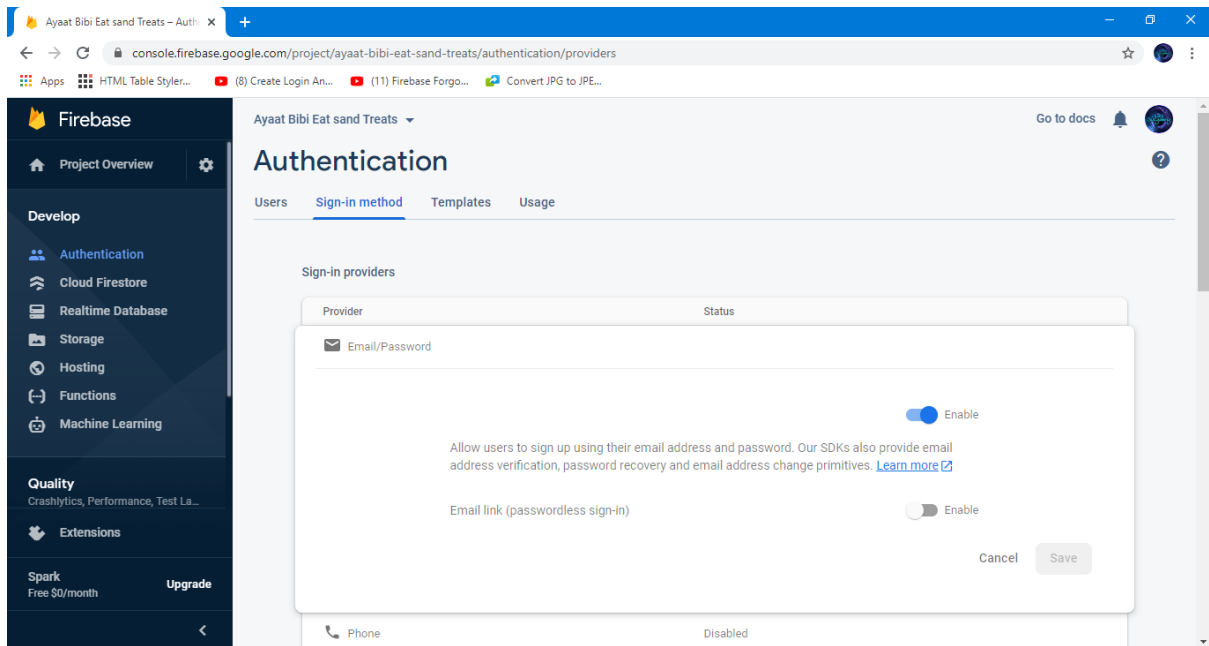 Ayaat Bibi Eat sand Treats – Auth
console.firebase.google.com/project/ayaat-bibi-eat-sand-treats/authentication/providers
Apps HTML Table Styler... (8) Create Login An... (11) Firebase Forgo... Convert JPG to JPE...
Firebase
Project Overview
Develop
Authentication
Cloud Firestore
Realtime Database
Storage
Hosting
Functions
Machine Learning
Quality
Crashlytics, Performance, Test La...
Extensions
Spark
Free $0/month
Upgrade
Ayaat Bibi Eat sand Treats
Go to docs
Authentication
Users Sign-in method Templates Usage
Sign-in providers
Provider Status
Email/Password
Enable
Allow users to sign up using their email address and password. Our SDKs also provide email
address verification, password recovery and email address change primitives. Learn more
Email link (passwordless sign-in) Enable
Cancel Save
Phone Disabled